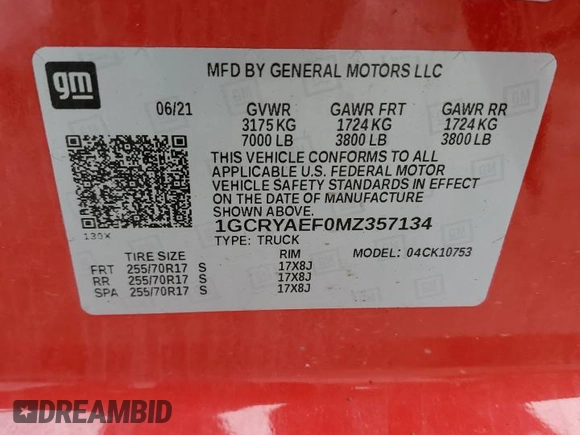 gm
MFD BY GENERAL MOTORS LLC
06/21 GVWR GAWR FRT GAWR RR
3175 KG 1724 KG 1724 KG
7000 LB 3800 LB 3800 LB
THIS VEHICLE CONFORMS TO ALL
APPLICABLE U.S. FEDERAL MOTOR
VEHICLE SAFETY STANDARDS IN EFFECT
ON THE DATE OF MANUFACTURE
SHOWN ABOVE.
1GCRYAEF0MZ357134
130X TYPE: TRUCK MODEL: 04CK10753
TIRE SIZE RIM
FRT 255/70R17 S 17X8J
RR 255/70R17 S 17X8J
SPA 255/70R17 S 17X8J
DREAMBID